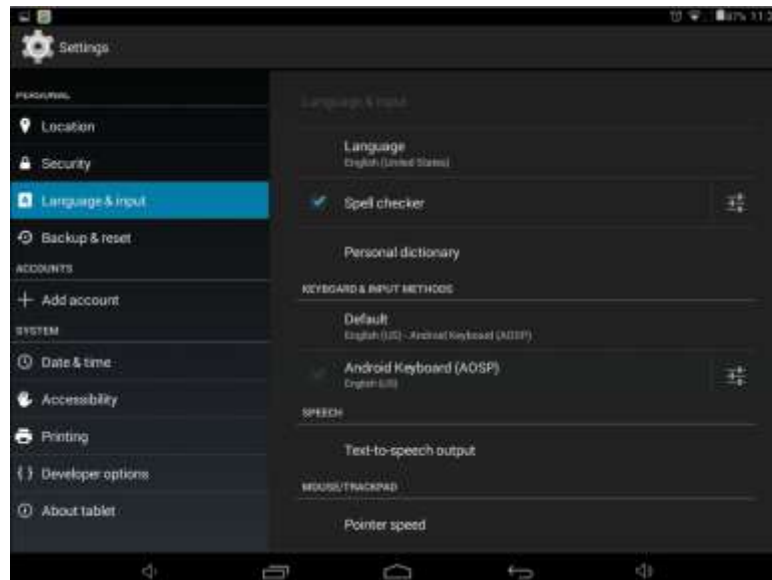 Settings
PERSONAL
Location
Security
Language & input
Backup & reset
ACCOUNTS
Add account
SYSTEM
Date & time
Accessibility
Printing
{ } Developer options
About tablet
Language & input
Language
English (United States)
Spell checker
Personal dictionary
KEYBOARD & INPUT METHODS
Default
English (US) - Android Keyboard (AOSP)
Android Keyboard (AOSP)
English (US)
SPEECH
Text-to-speech output
MOUSE/TRACKPAD
Pointer speed